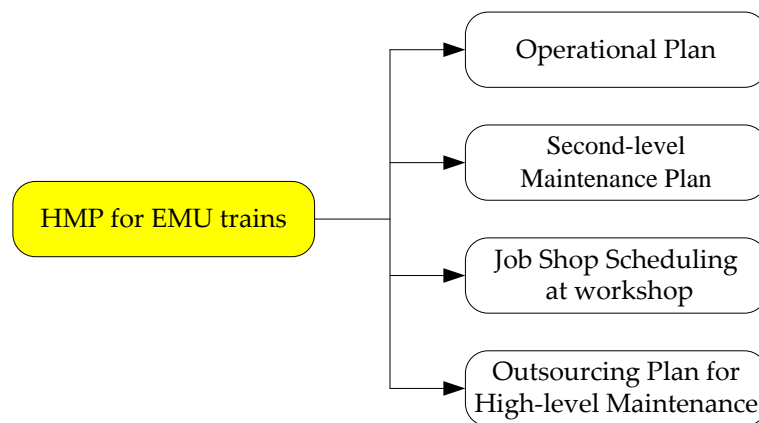 Operational Plan
Second-level
Maintenance Plan
HMP for EMU trains
Job Shop Scheduling
at workshop
Outsourcing Plan for
High-level Maintenance